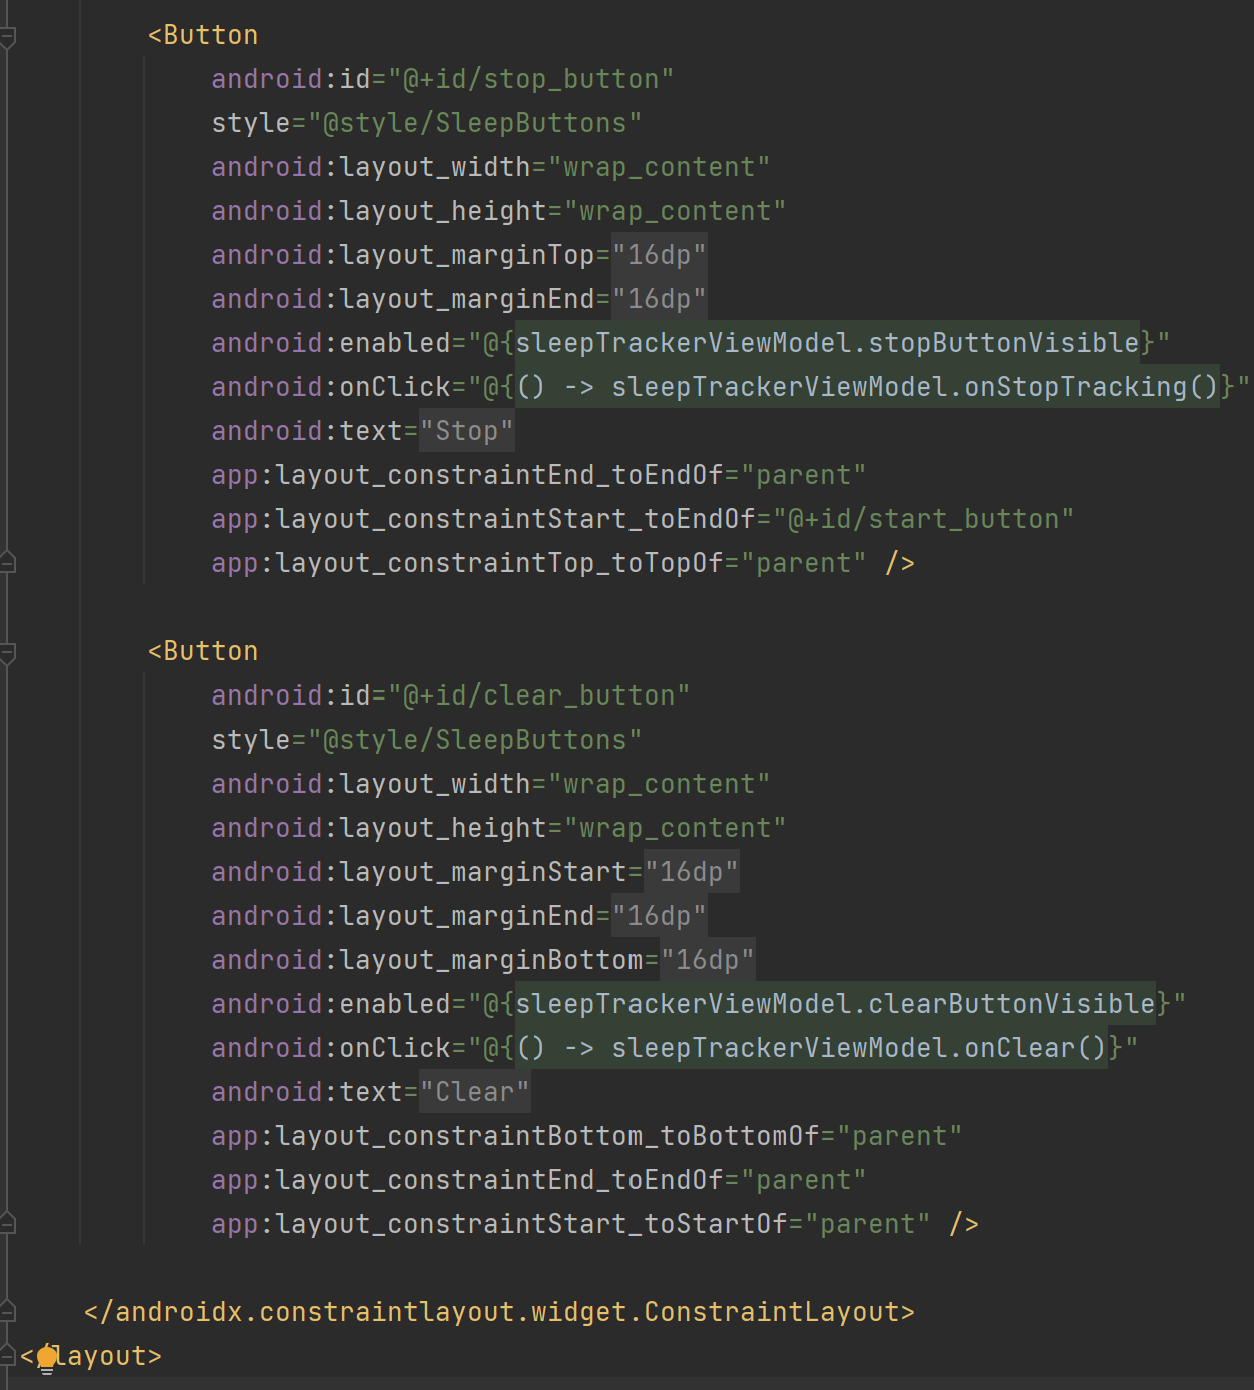 <Button
android:id="@+id/stop_button"
style="@style/SleepButtons"
android:layout_width="wrap_content"
android:layout_height="wrap_content"
android:layout_marginTop="16dp"
android:layout_marginEnd="16dp"
android:enabled="@{sleepTrackerViewModel.stopButtonVisible}"
android:onClick="@{() -> sleepTrackerViewModel.onStopTracking()}"
android:text="Stop"
app:layout_constraintEnd_toEndOf="parent"
app:layout_constraintStart_toEndOf="@+id/start_button"
app:layout_constraintTop_toTopOf="parent" />
<Button
android:id="@+id/clear_button"
style="@style/SleepButtons"
android:layout_width="wrap_content"
android:layout_height="wrap_content"
android:layout_marginStart="16dp"
android:layout_marginEnd="16dp"
android:layout_marginBottom="16dp"
android:enabled="@{sleepTrackerViewModel.clearButtonVisible}"
android:onClick="@{() -> sleepTrackerViewModel.onClear()}"
android:text="Clear"
app:layout_constraintBottom_toBottomOf="parent"
app:layout_constraintEnd_toEndOf="parent"
app:layout_constraintStart_toStartOf="parent" />
</androidx.constraintlayout.widget.ConstraintLayout>
</layout>